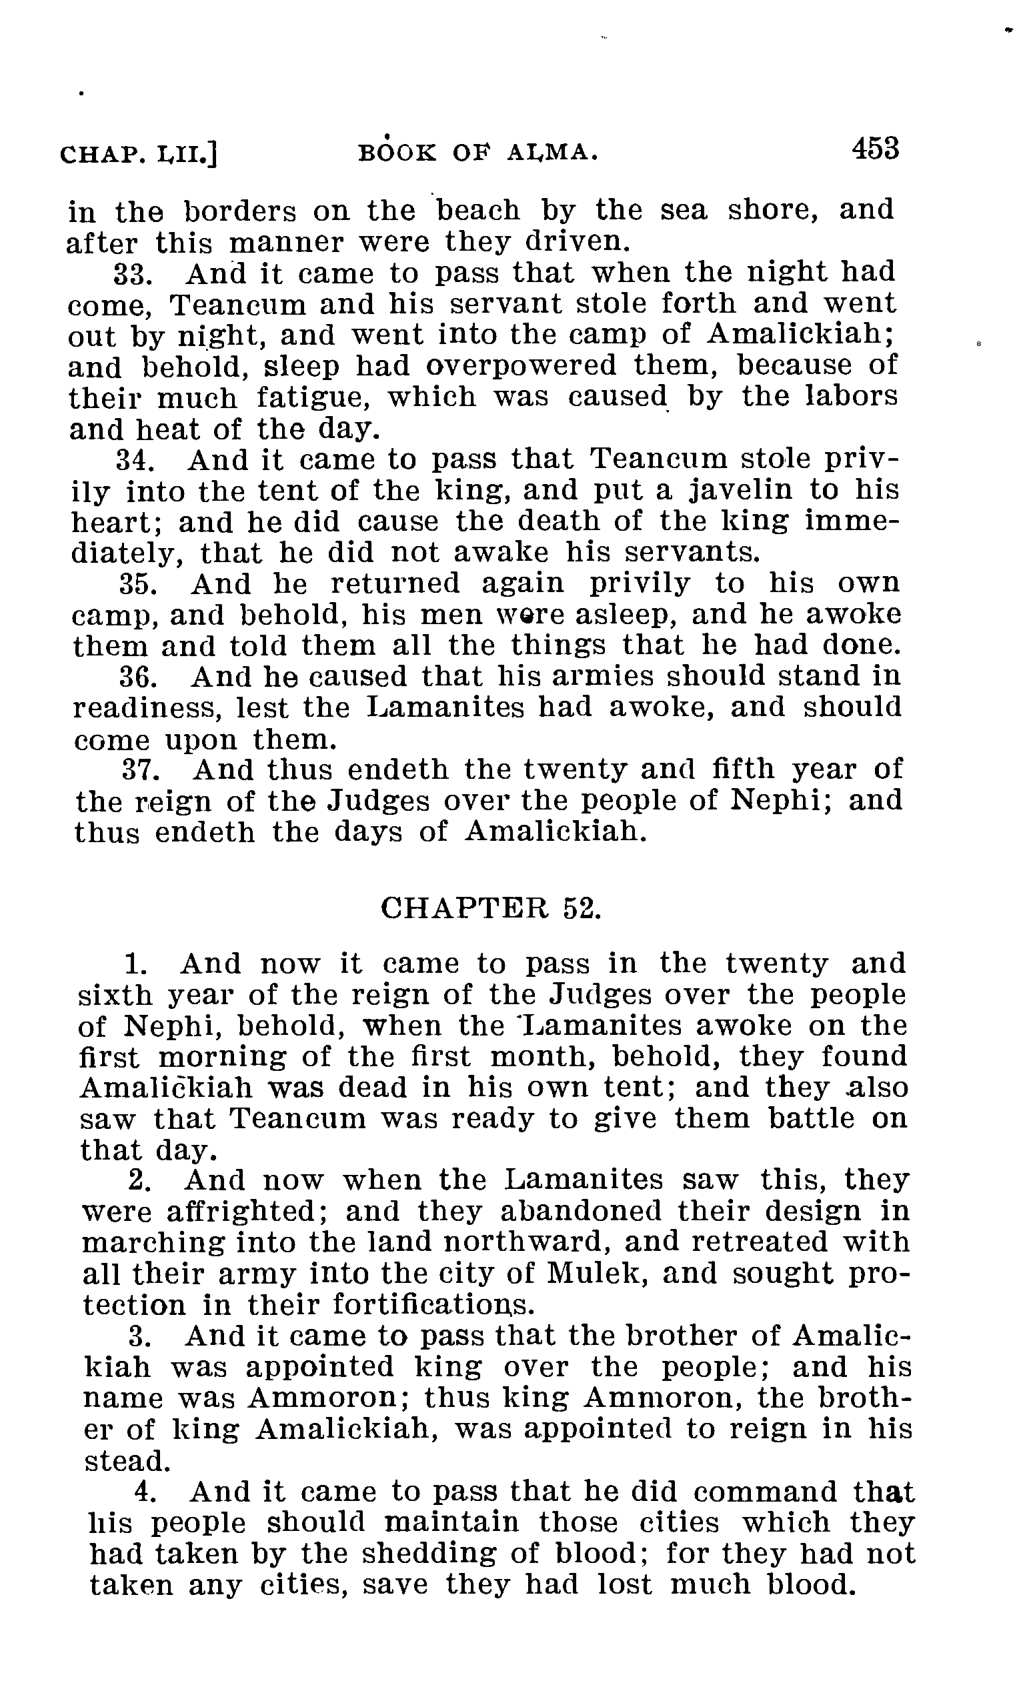 CHAP. LII.] BOOK OF ALMA. 453
in the borders on the beach by the sea shore, and
after this manner were they driven.
33. And it came to pass that when the night had
come, Teancum and his servant stole forth and went
out by night, and went into the camp of Amalickiah;
and behold, sleep had overpowered them, because of
their much fatigue, which was caused by the labors
and heat of the day.
34. And it came to pass that Teancum stole priv-
ily into the tent of the king, and put a javelin to his
heart; and he did cause the death of the king imme-
diately, that he did not awake his servants.
35. And he returned again privily to his own
camp, and behold, his men were asleep, and he awoke
them and told them all the things that he had done.
36. And he caused that his armies should stand in
readiness, lest the Lamanites had awoke, and should
come upon them.
37. And thus endeth the twenty and fifth year of
the reign of the Judges over the people of Nephi; and
thus endeth the days of Amalickiah.
CHAPTER 52.
1. And now it came to pass in the twenty and
sixth year of the reign of the Judges over the people
of Nephi, behold, when the Lamanites awoke on the
first morning of the first month, behold, they found
Amalickiah was dead in his own tent; and they also
saw that Teancum was ready to give them battle on
that day.
2. And now when the Lamanites saw this, they
were affrighted; and they abandoned their design in
marching into the land northward, and retreated with
all their army into the city of Mulek, and sought pro-
tection in their fortifications.
3. And it came to pass that the brother of Amalic-
kiah was appointed king over the people; and his
name was Ammoron; thus king Ammoron, the broth-
er of king Amalickiah, was appointed to reign in his
stead.
4. And it came to pass that he did command that
his people should maintain those cities which they
had taken by the shedding of blood; for they had not
taken any cities, save they had lost much blood.